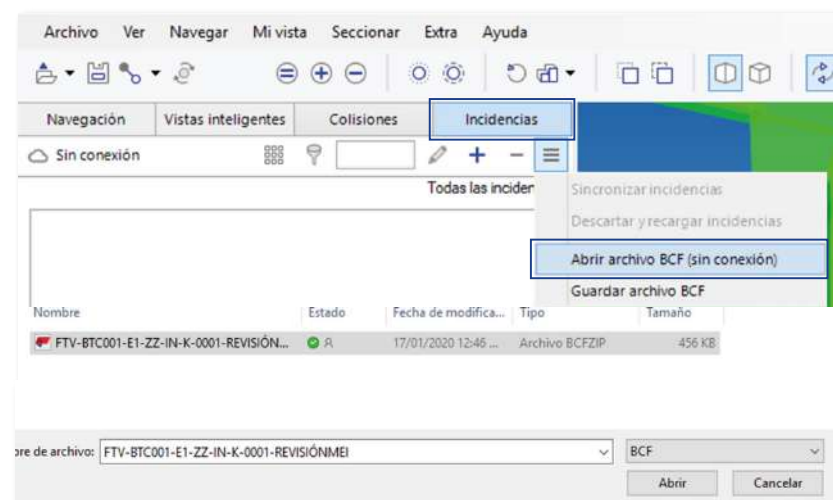 Archivo Ver Navegar Mi vista Seccionar Extra Ayuda
Navegación Vistas inteligentes Colisiones Incidencias
Sin conexión
Todas las inciden
Sincronizar incidencias
Descartar y recargar incidencias
Abrir archivo BCF (sin conexión)
Guardar archivo BCF
Nombre Estado Fecha de modifica... Tipo Tamaño
FTV-BTC001-E1-ZZ-IN-K-0001-REVISIÓN... 17/01/2020 12:46 ... Archivo BCFZIP 456 KB
bre de archivo: FTV-BTC001-E1-ZZ-IN-K-0001-REVISIÓNMEI BCF
Abrir Cancelar